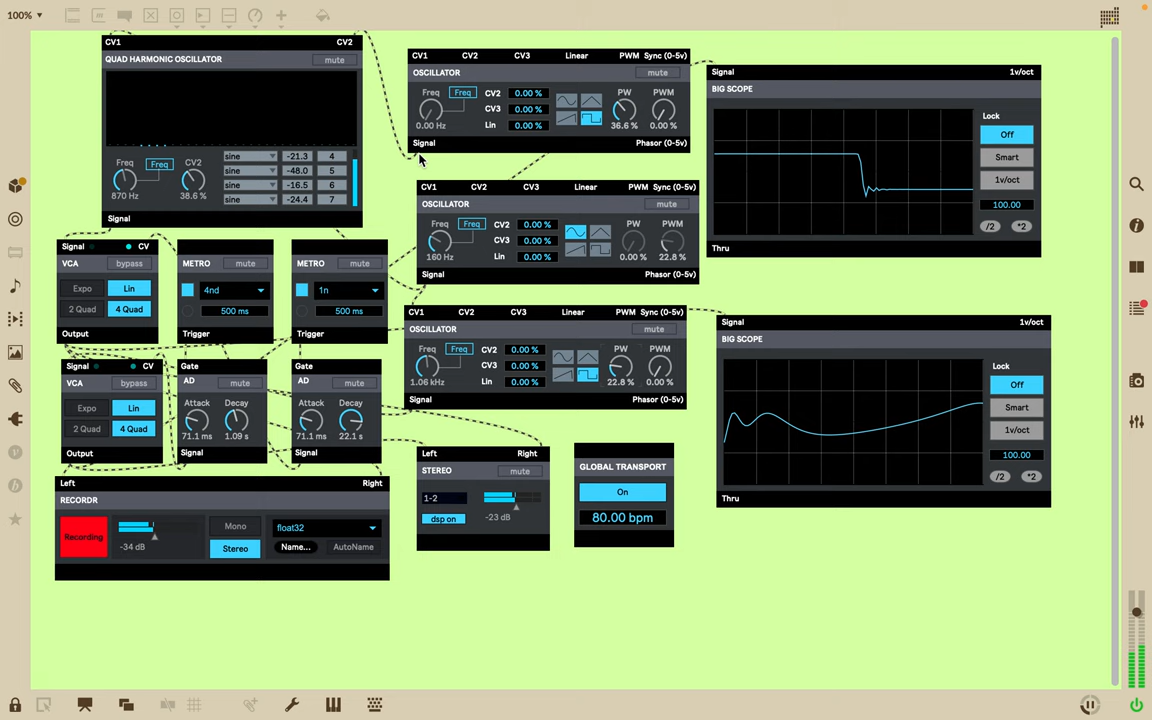 100% ▾
CV1 CV2
QUAD HARMONIC OSCILLATOR mute
Freq Freq CV2
870 Hz 38.6 %
sine -21.3 4
sine -48.0 5
sine -16.5 6
sine -24.4 7
Signal
CV1 CV2 CV3 Linear PWM Sync (0-5v)
OSCILLATOR mute
Freq Freq CV2 0.00 % PW PWM
CV3 0.00 %
0.00 Hz Lin 0.00 % 36.6 % 0.00 %
Signal Phasor (0-5v)
Signal 1v/oct
BIG SCOPE
Lock
Off
Smart
1v/oct
100.00
/2 *2
Thru
CV1 CV2 CV3 Linear PWM Sync (0-5v)
OSCILLATOR mute
Freq Freq CV2 0.00 % PW PWM
CV3 0.00 %
160 Hz Lin 0.00 % 0.00 % 22.8 %
Signal Phasor (0-5v)
Signal CV
VCA bypass
Expo Lin
2 Quad 4 Quad
Output
METRO mute
4nd
500 ms
Trigger
METRO mute
1n
500 ms
Trigger
CV1 CV2 CV3 Linear PWM Sync (0-5v)
OSCILLATOR mute
Freq Freq CV2 0.00 % PW PWM
CV3 0.00 %
1.06 kHz Lin 0.00 % 22.8 % 0.00 %
Signal Phasor (0-5v)
Signal 1v/oct
BIG SCOPE
Lock
Off
Smart
1v/oct
100.00
/2 *2
Thru
Signal CV
VCA bypass
Expo Lin
2 Quad 4 Quad
Output
Gate
AD mute
Attack Decay
71.1 ms 1.09 s
Signal
Gate
AD mute
Attack Decay
71.1 ms 22.1 s
Signal
Left Right
STEREO mute
1-2
dsp on -23 dB
GLOBAL TRANSPORT
On
80.00 bpm
Left Right
RECORDR
Recording
-34 dB
Mono
Stereo
float32
Name... AutoName